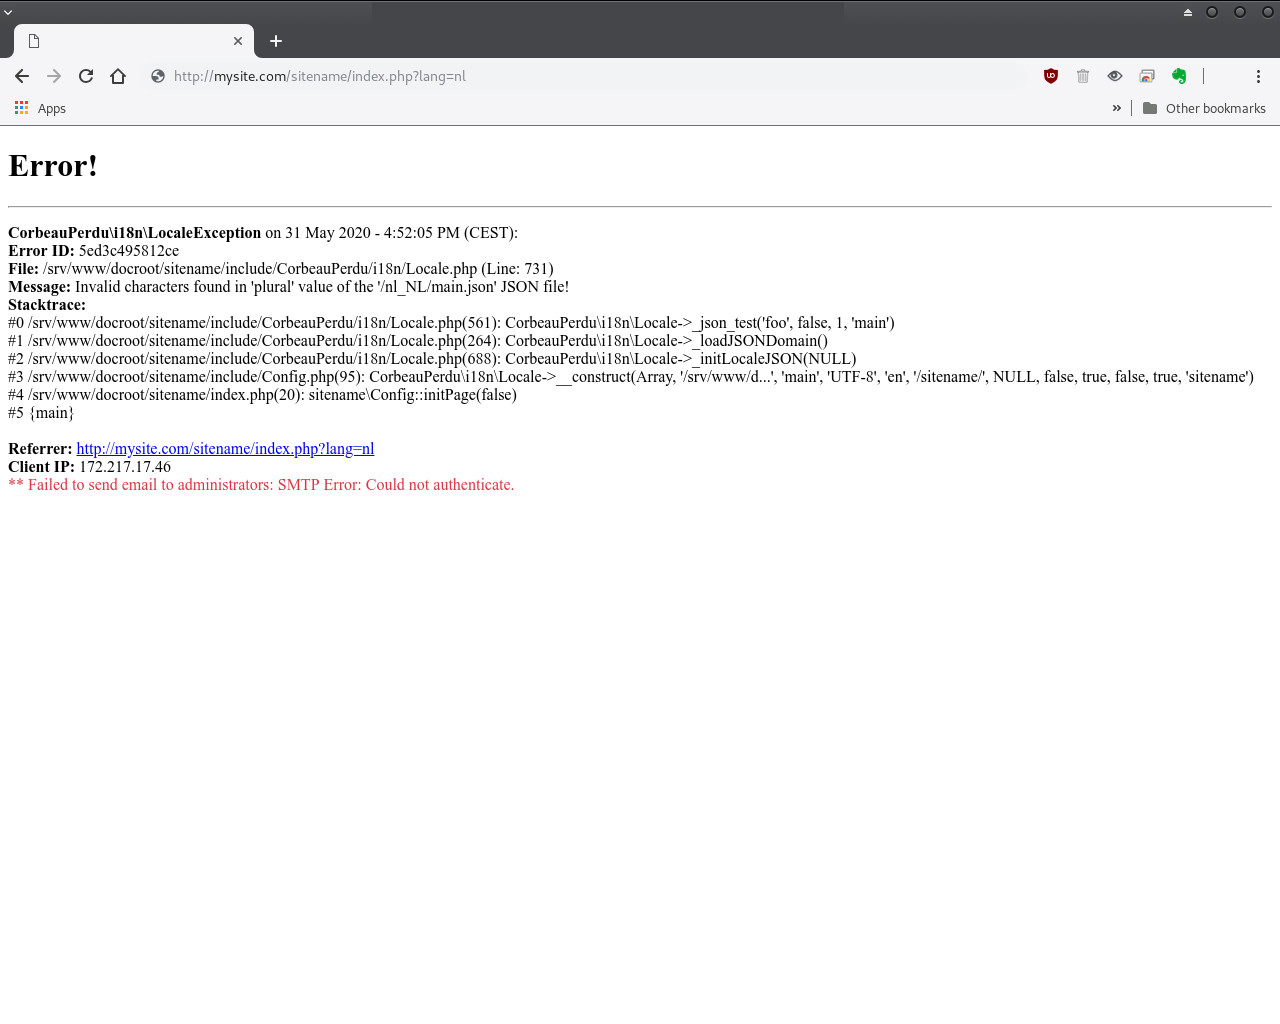 http://mysite.com/sitename/index.php?lang=nl
Apps
» Other bookmarks
Error!
CorbeauPerdu\i18n\LocaleException on 31 May 2020 - 4:52:05 PM (CEST):
Error ID: 5ed3c495812ce
File: /srv/www/docroot/sitename/include/CorbeauPerdu/i18n/Locale.php (Line: 731)
Message: Invalid characters found in 'plural' value of the '/nl_NL/main.json' JSON file!
Stacktrace:
#0 /srv/www/docroot/sitename/include/CorbeauPerdu/i18n/Locale.php(561): CorbeauPerdu\i18n\Locale->_json_test('foo', false, 1, 'main')
#1 /srv/www/docroot/sitename/include/CorbeauPerdu/i18n/Locale.php(264): CorbeauPerdu\i18n\Locale->_loadJSONDomain()
#2 /srv/www/docroot/sitename/include/CorbeauPerdu/i18n/Locale.php(688): CorbeauPerdu\i18n\Locale->_initLocaleJSON(NULL)
#3 /srv/www/docroot/sitename/include/Config.php(95): CorbeauPerdu\i18n\Locale->__construct(Array, '/srv/www/d...', 'main', 'UTF-8', 'en', '/sitename/', NULL, false, true, false, true, 'sitename')
#4 /srv/www/docroot/sitename/index.php(20): sitename\Config::initPage(false)
#5 {main}
Referrer: http://mysite.com/sitename/index.php?lang=nl
Client IP: 172.217.17.46
** Failed to send email to administrators: SMTP Error: Could not authenticate.